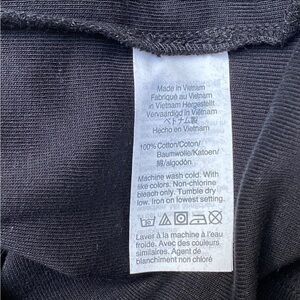 Made in Vietnam
Fabriqué au Vietnam
in Vietnam Hergestellt
Vervaardigd in Vietnam
ベトナム製
Hecho en Vietnam
100% Cotton/Coton/
Baumwolle/Katoen/
綿/algodón
Machine wash cold. With
like colors. Non-chlorine
bleach only. Tumble dry
low. Iron on lowest setting.
Laver à la machine à l'eau
froide. Avec des couleurs
similaires. Agent de
blanchiment non chloré